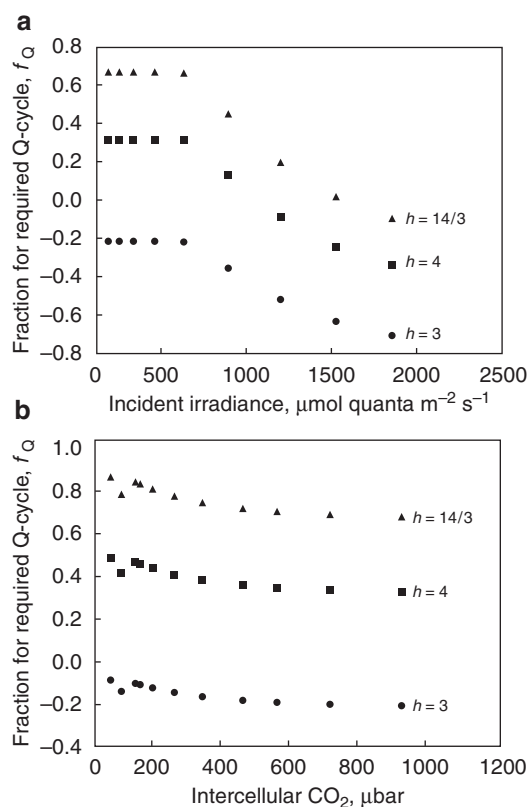 a
Fraction for required Q-cycle, fQ
0.8
0.6
0.4
0.2
0.0
−0.2
−0.4
−0.6
−0.8
h = 14/3
h = 4
h = 3
0 500 1000 1500 2000 2500
Incident irradiance, μmol quanta m⁻² s⁻¹
b
Fraction for required Q-cycle, fQ
1.0
0.8
0.6
0.4
0.2
0.0
−0.2
−0.4
h = 14/3
h = 4
h = 3
0 200 400 600 800 1000 1200
Intercellular CO₂, μbar